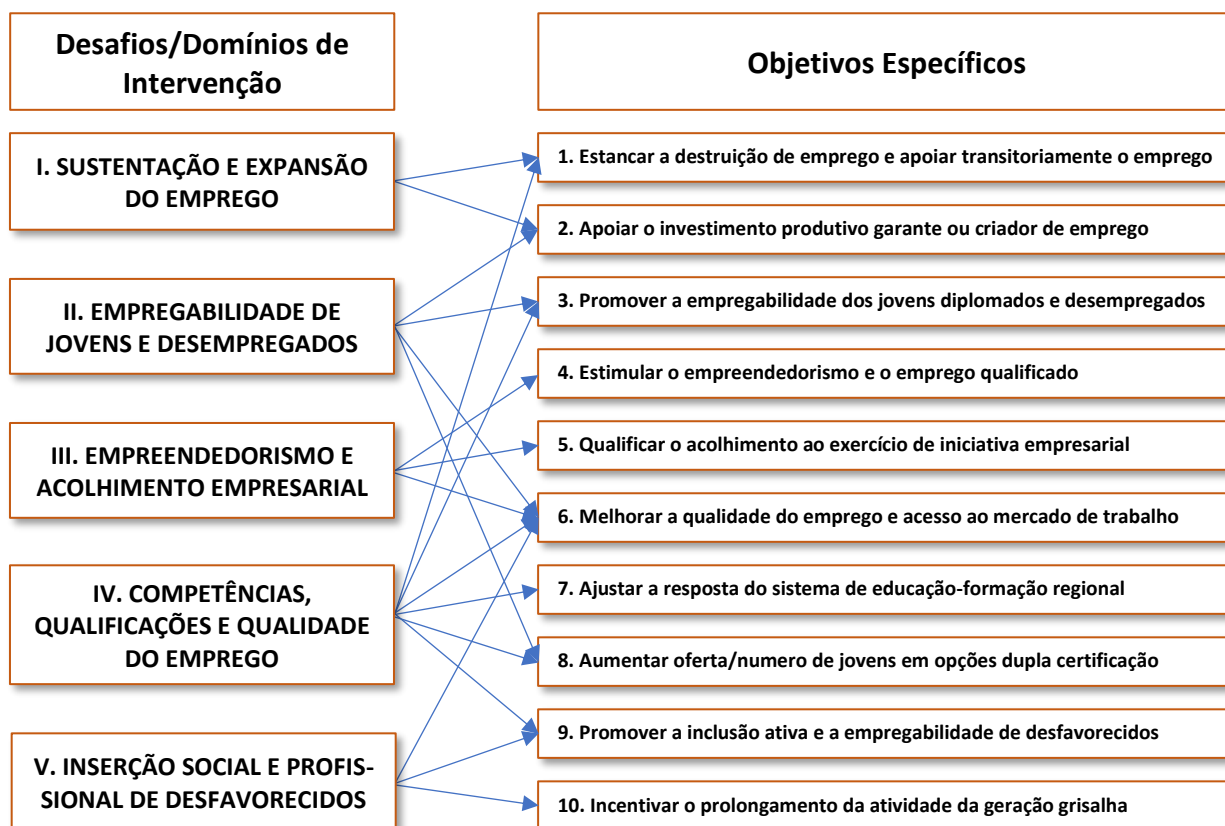 Desafios/Domínios de
Intervenção
Objetivos Específicos
I. SUSTENTAÇÃO E EXPANSÃO
DO EMPREGO
II. EMPREGABILIDADE DE
JOVENS E DESEMPREGADOS
III. EMPREENDEDORISMO E
ACOLHIMENTO EMPRESARIAL
IV. COMPETÊNCIAS,
QUALIFICAÇÕES E QUALIDADE
DO EMPREGO
V. INSERÇÃO SOCIAL E PROFIS-
SIONAL DE DESFAVORECIDOS
1. Estancar a destruição de emprego e apoiar transitoriamente o emprego
2. Apoiar o investimento produtivo garante ou criador de emprego
3. Promover a empregabilidade dos jovens diplomados e desempregados
4. Estimular o empreendedorismo e o emprego qualificado
5. Qualificar o acolhimento ao exercício de iniciativa empresarial
6. Melhorar a qualidade do emprego e acesso ao mercado de trabalho
7. Ajustar a resposta do sistema de educação-formação regional
8. Aumentar oferta/numero de jovens em opções dupla certificação
9. Promover a inclusão ativa e a empregabilidade de desfavorecidos
10. Incentivar o prolongamento da atividade da geração grisalha